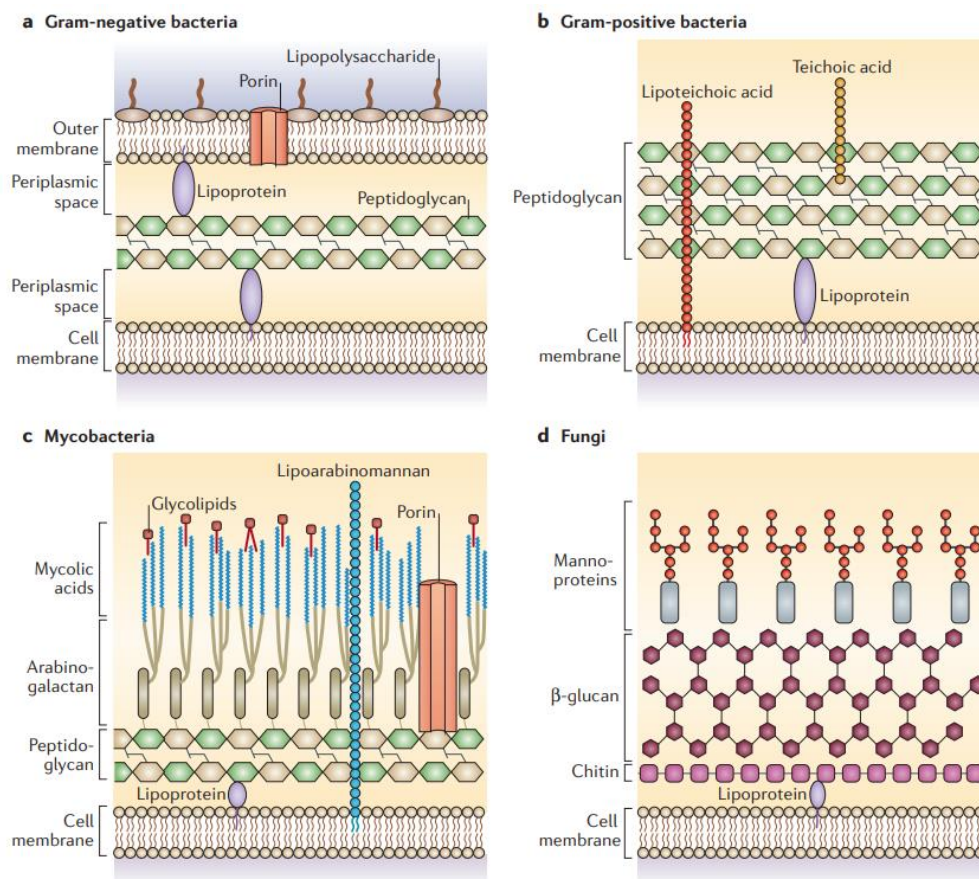 a Gram-negative bacteria
Lipopolysaccharide
Porin
Outer
membrane
Periplasmic
space
Lipoprotein
Peptidoglycan
Periplasmic
space
Cell
membrane
b Gram-positive bacteria
Teichoic acid
Lipoteichoic acid
Peptidoglycan
Lipoprotein
Cell
membrane
c Mycobacteria
Lipoarabinomannan
Glycolipids
Porin
Mycolic
acids
Arabino-
galactan
Peptido-
glycan
Lipoprotein
Cell
membrane
d Fungi
Manno-
proteins
β-glucan
Chitin
Lipoprotein
Cell
membrane